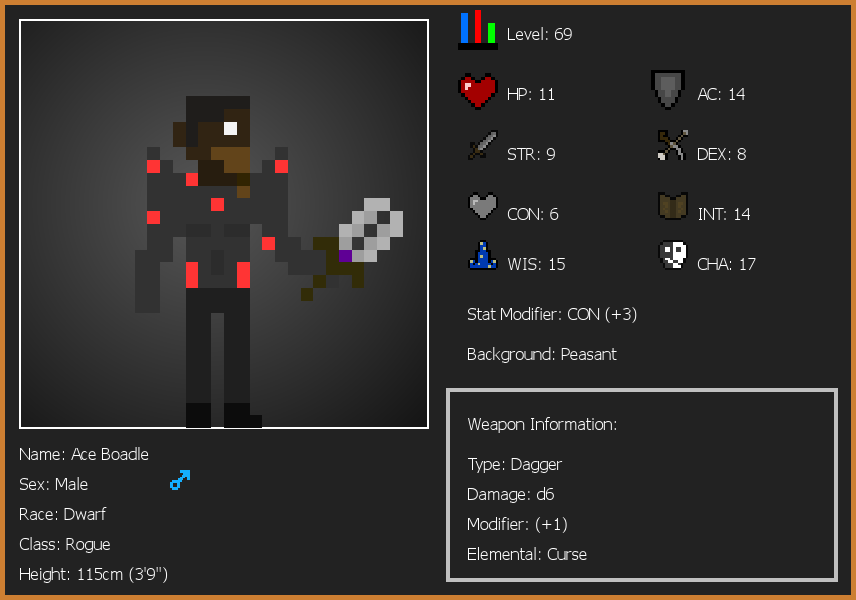 Level: 69
HP: 11
AC: 14
STR: 9
DEX: 8
CON: 6
INT: 14
WIS: 15
CHA: 17
Stat Modifier: CON (+3)
Background: Peasant
Weapon Information:
Type: Dagger
Damage: d6
Modifier: (+1)
Elemental: Curse
Name: Ace Boadle
Sex: Male
Race: Dwarf
Class: Rogue
Height: 115cm (3'9")